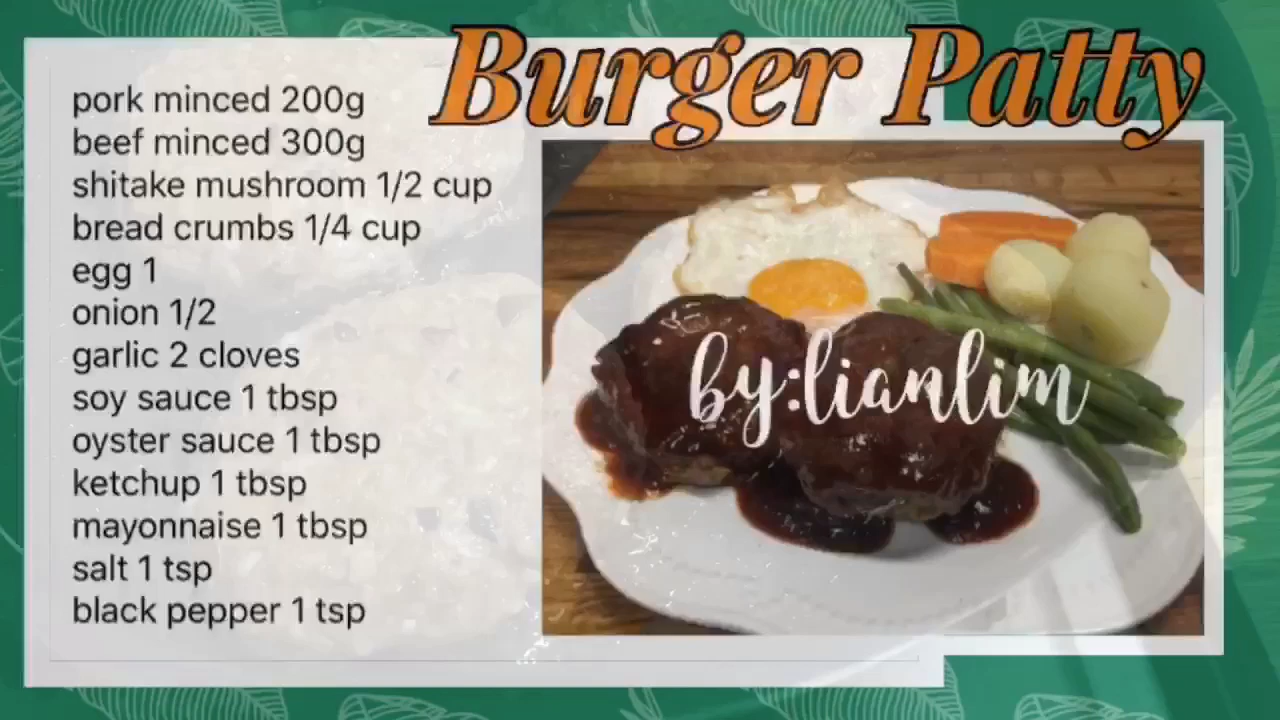 Burger Patty
pork minced 200g
beef minced 300g
shitake mushroom 1/2 cup
bread crumbs 1/4 cup
egg 1
onion 1/2
garlic 2 cloves
soy sauce 1 tbsp
oyster sauce 1 tbsp
ketchup 1 tbsp
mayonnaise 1 tbsp
salt 1 tsp
black pepper 1 tsp
by:lianlim